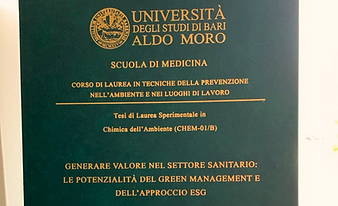 UNIVERSITÀ
DEGLI STUDI DI BARI
ALDO MORO
SCUOLA DI MEDICINA
CORSO DI LAUREA IN TECNICHE DELLA PREVENZIONE
NELL'AMBIENTE E NEI LUOGHI DI LAVORO
Tesi di Laurea Sperimentale in
Chimica dell'Ambiente (CHEM-01/B)
GENERARE VALORE NEL SETTORE SANITARIO:
LE POTENZIALITÀ DEL GREEN MANAGEMENT E
DELL'APPROCCIO ESG